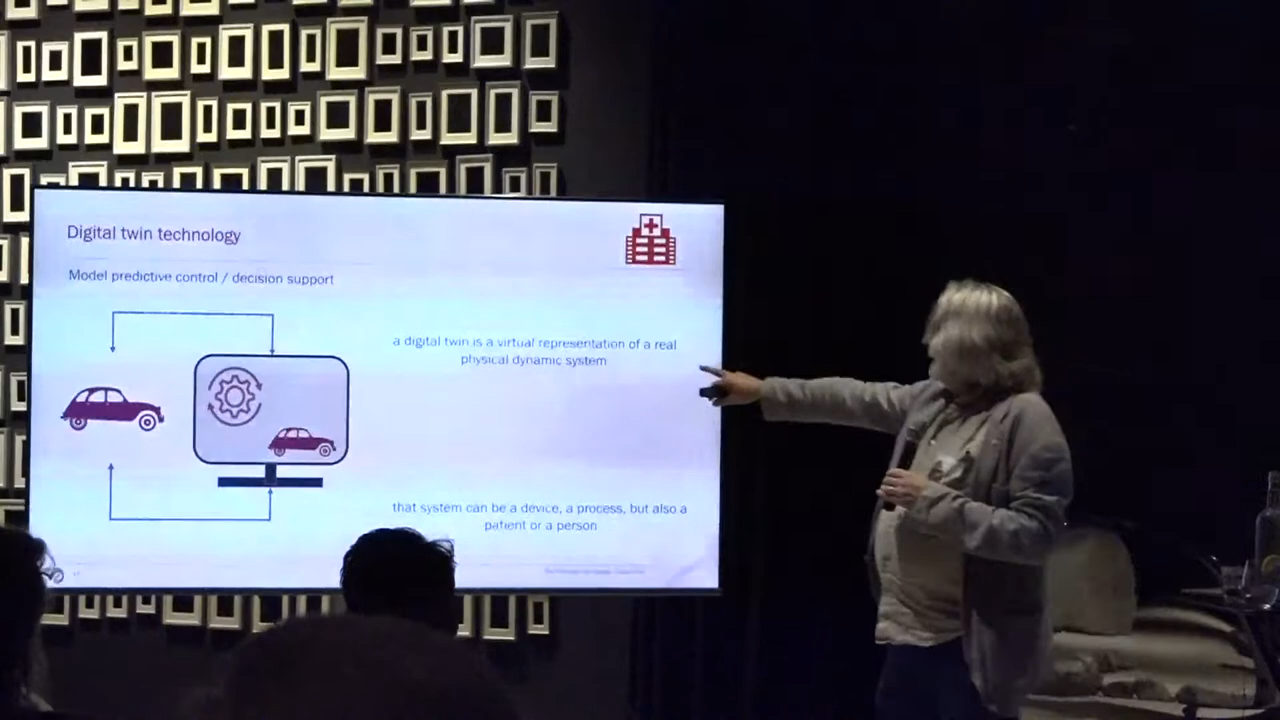 Digital twin technology
Model predictive control / decision support
a digital twin is a virtual representation of a real
physical dynamic system
that system can be a device, a process, but also a
patient or a person